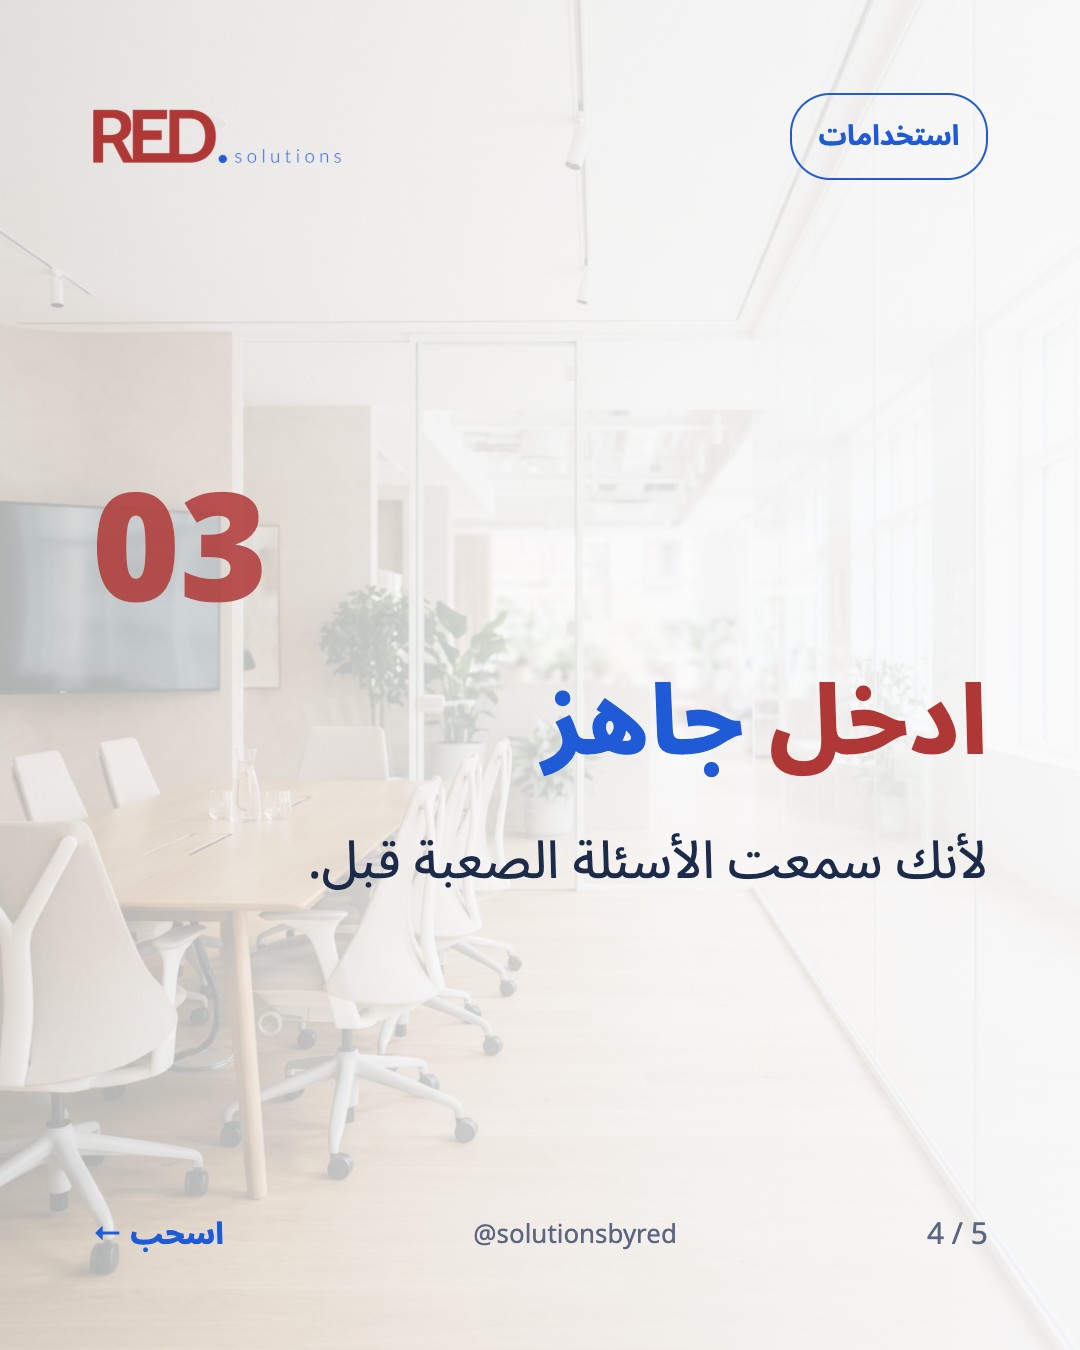 RED.solutions
استخدامات
03
ادخل جاهز
لأنك سمعت الأسئلة الصعبة قبل.
اسحب ←
@solutionsbyred
4 / 5